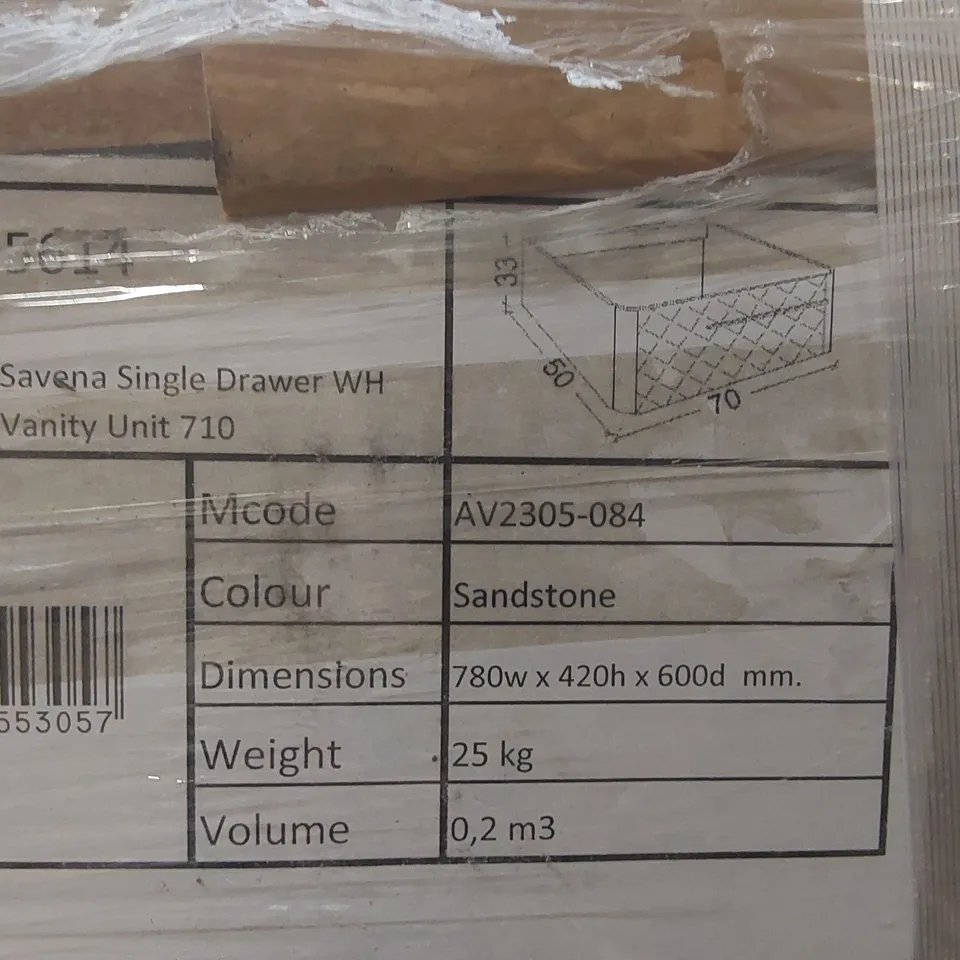 5614
33
50
70
Savena Single Drawer WH
Vanity Unit 710
Mcode AV2305-084
Colour Sandstone
Dimensions 780w x 420h x 600d mm.
553057
Weight 25 kg
Volume 0,2 m3